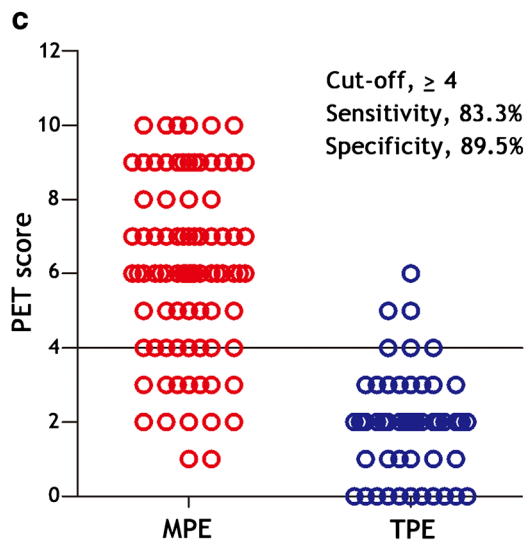 c
12
Cut-off, ≥ 4
Sensitivity, 83.3%
Specificity, 89.5%
10
8
6
4
2
0
PET score
MPE TPE